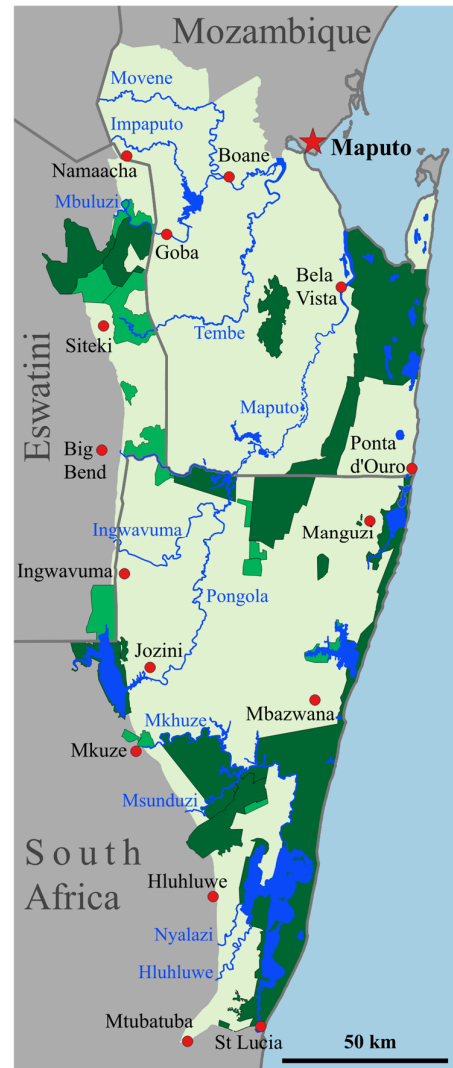 Mozambique
Movene
Impaputo
Maputo
Boane
Namaacha
Mbuluzi
Goba
Bela
Vista
Tembe
Siteki
Eswatini
Maputo
Big
Bend
Ponta
d'Ouro
Manguzi
Ingwavuma
Ingwavuma
Pongola
Jozini
Mbazwana
Mkhuze
Mkuze
Msunduzi
South
Africa
Hluhluwe
Nyalazi
Hluhluwe
Mtubatuba
St Lucia
50 km